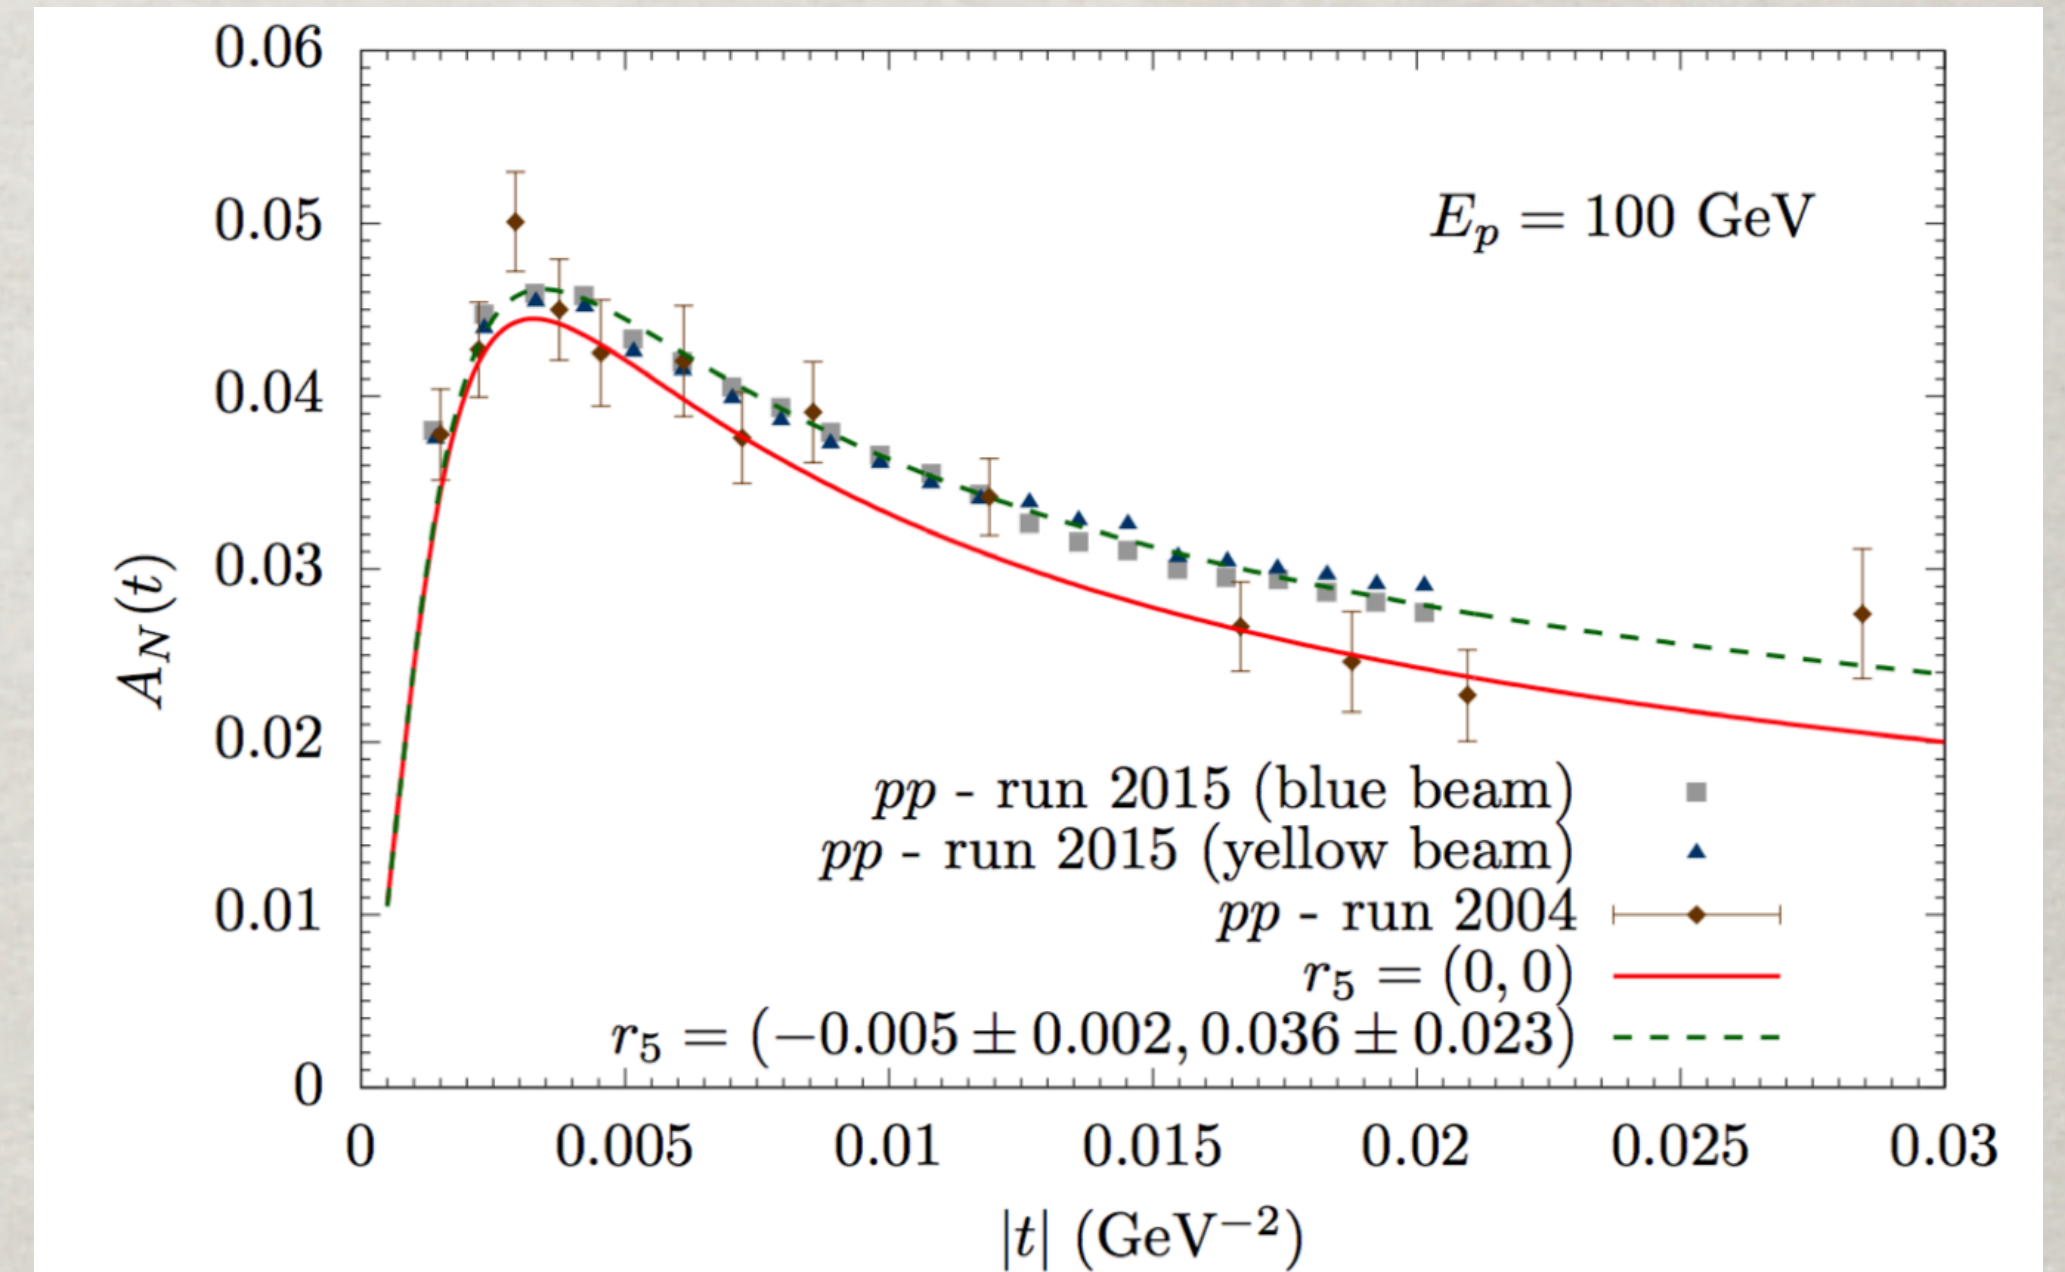 0.06
0.05
0.04
0.03
0.02
0.01
0
A_N(t)
E_p = 100 GeV
pp - run 2015 (blue beam)
pp - run 2015 (yellow beam)
pp - run 2004
r₅ = (0, 0)
r₅ = (−0.005 ± 0.002, 0.036 ± 0.023)
0 0.005 0.01 0.015 0.02 0.025 0.03
|t| (GeV⁻²)